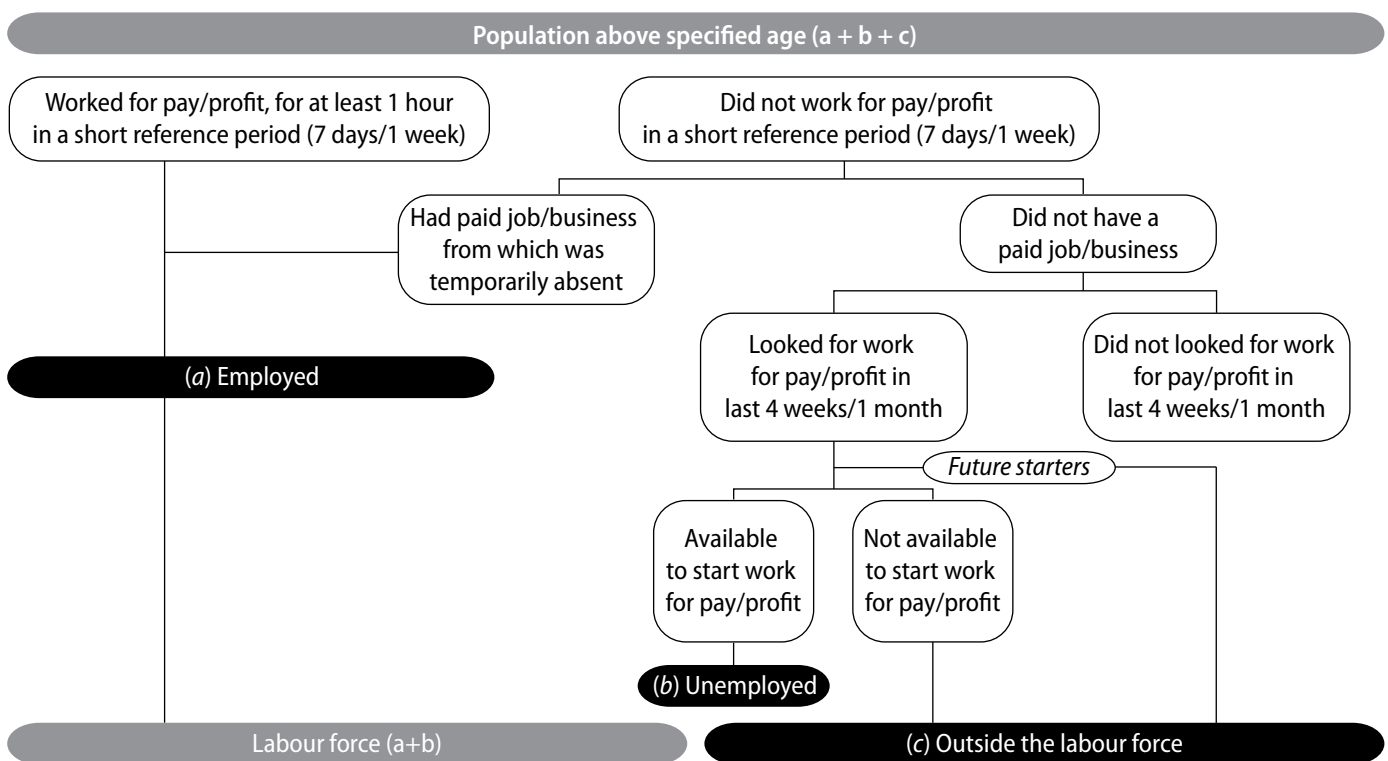 Population above specified age (a + b + c)
Worked for pay/profit, for at least 1 hour
in a short reference period (7 days/1 week)
Did not work for pay/profit
in a short reference period (7 days/1 week)
Had paid job/business
from which was
temporarily absent
Did not have a
paid job/business
Looked for work
for pay/profit in
last 4 weeks/1 month
Did not looked for work
for pay/profit in
last 4 weeks/1 month
(a) Employed
Future starters
Available
to start work
for pay/profit
Not available
to start work
for pay/profit
(b) Unemployed
Labour force (a+b)
(c) Outside the labour force